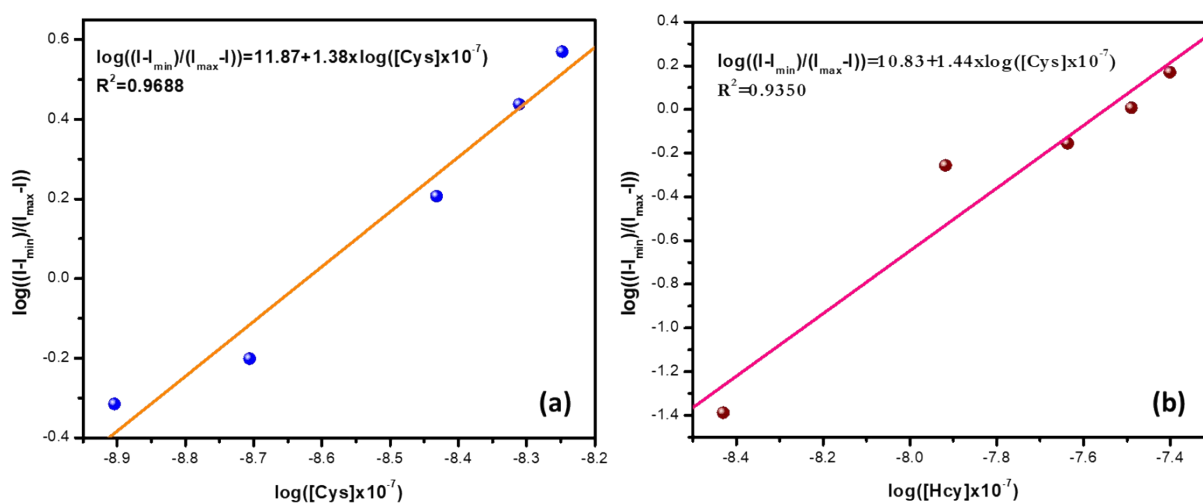 log((I-Imin)/(Imax-I))=11.87+1.38xlog([Cys]x10-7)
R2=0.9688
log((I-Imin)/(Imax-I))
0.6
0.4
0.2
0.0
-0.2
-0.4
(a)
-8.9 -8.8 -8.7 -8.6 -8.5 -8.4 -8.3 -8.2
log([Cys]x10-7)
log((I-Imin)/(Imax-I))=10.83+1.44xlog([Cys]x10-7)
R2=0.9350
log((I-Imin)/(Imax-I))
0.4
0.2
0.0
-0.2
-0.4
-0.6
-0.8
-1.0
-1.2
-1.4
(b)
-8.4 -8.2 -8.0 -7.8 -7.6 -7.4
log([Hcy]x10-7)